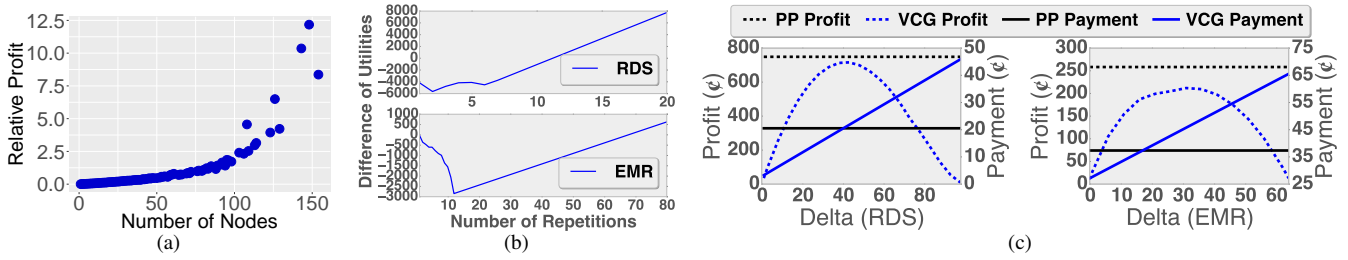 Relative Profit
12.5
10.0
7.5
5.0
2.5
0.0
0 50 100 150
Number of Nodes
(a)
Difference of Utilities
8000
6000
4000
2000
0
−2000
−4000
−6000
RDS
5 10 15 20
1000
500
0
−500
−1000
−1500
−2000
−2500
−3000
EMR
10 20 30 40 50 60 70 80
Number of Repetitions
(b)
PP Profit VCG Profit PP Payment VCG Payment
Profit (¢)
800
600
400
200
0
50
40
30
20
10
0
Payment (¢)
0 20 40 60 80
Delta (RDS)
Profit (¢)
300
250
200
150
100
50
0
75
65
55
45
35
25
Payment (¢)
0 10 20 30 40 50 60
Delta (EMR)
(c)